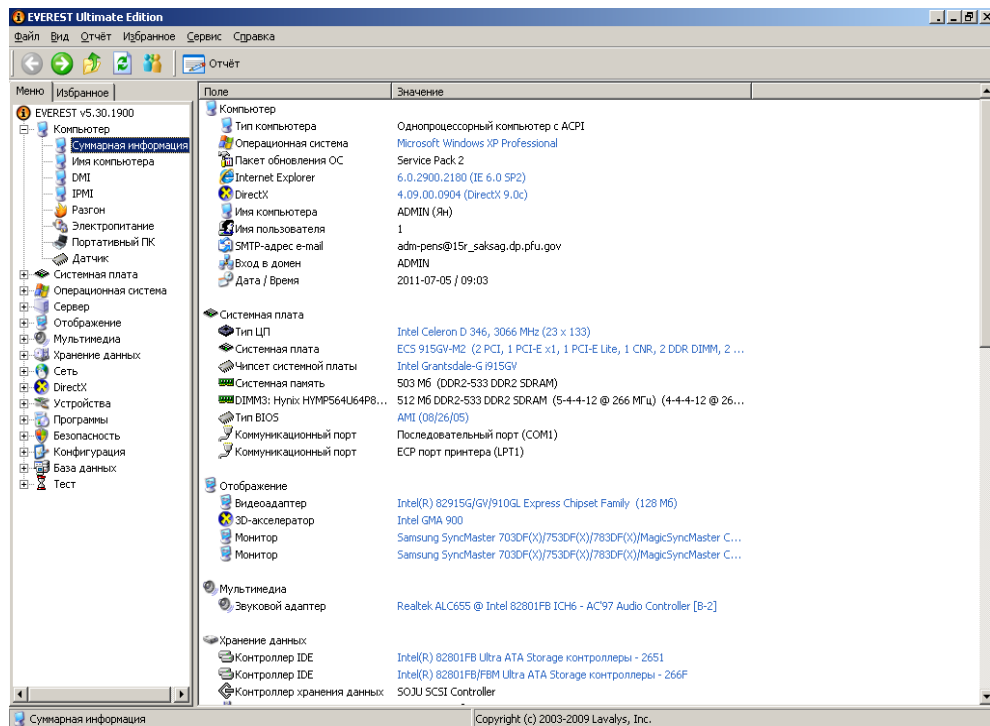 EVEREST Ultimate Edition
Файл Вид Отчёт Избранное Сервис Справка
Отчёт
Меню Избранное
EVEREST v5.30.1900
Компьютер
Суммарная информация
Имя компьютера
DMI
IPMI
Разгон
Электропитание
Портативный ПК
Датчик
Системная плата
Операционная система
Сервер
Отображение
Мультимедиа
Хранение данных
Сеть
DirectX
Устройства
Программы
Безопасность
Конфигурация
База данных
Тест
Поле Значение
Компьютер
Тип компьютера Однопроцессорный компьютер с ACPI
Операционная система Microsoft Windows XP Professional
Пакет обновления ОС Service Pack 2
Internet Explorer 6.0.2900.2180 (IE 6.0 SP2)
DirectX 4.09.00.0904 (DirectX 9.0c)
Имя компьютера ADMIN (Ян)
Имя пользователя 1
SMTP-адрес e-mail adm-pens@15r_saksag.dp.pfu.gov
Вход в домен ADMIN
Дата / Время 2011-07-05 / 09:03
Системная плата
Тип ЦП Intel Celeron D 346, 3066 MHz (23 x 133)
Системная плата ECS 915GV-M2 (2 PCI, 1 PCI-E x1, 1 PCI-E Lite, 1 CNR, 2 DDR DIMM, 2 ...
Чипсет системной платы Intel Grantsdale-G i915GV
Системная память 503 Мб (DDR2-533 DDR2 SDRAM)
DIMM3: Hynix HYMP564U64P8... 512 Мб DDR2-533 DDR2 SDRAM (5-4-4-12 @ 266 МГц) (4-4-4-12 @ 26...
Тип BIOS AMI (08/26/05)
Коммуникационный порт Последовательный порт (COM1)
Коммуникационный порт ECP порт принтера (LPT1)
Отображение
Видеоадаптер Intel(R) 82915G/GV/910GL Express Chipset Family (128 Мб)
3D-акселератор Intel GMA 900
Монитор Samsung SyncMaster 703DF(X)/753DF(X)/783DF(X)/MagicSyncMaster C...
Монитор Samsung SyncMaster 703DF(X)/753DF(X)/783DF(X)/MagicSyncMaster C...
Мультимедиа
Звуковой адаптер Realtek ALC655 @ Intel 82801FB ICH6 - AC'97 Audio Controller [B-2]
Хранение данных
Контроллер IDE Intel(R) 82801FB Ultra ATA Storage контроллеры - 2651
Контроллер IDE Intel(R) 82801FB/FBM Ultra ATA Storage контроллеры - 266F
Контроллер хранения данных SOJU SCSI Controller
Суммарная информация Copyright (c) 2003-2009 Lavalys, Inc.